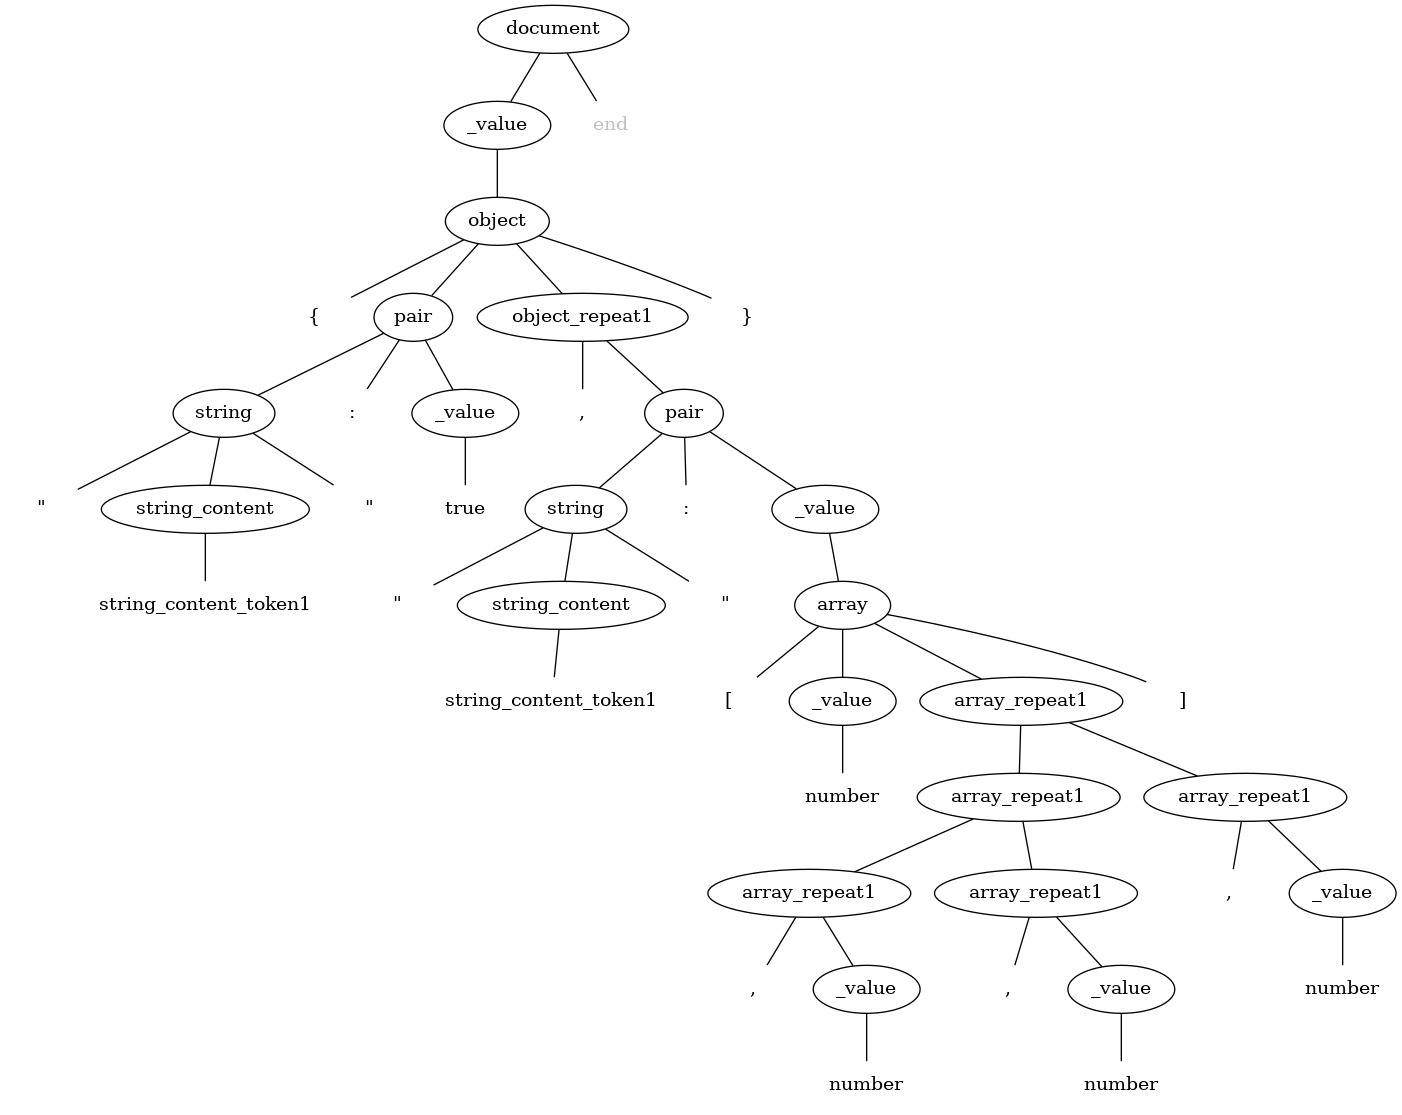 document
_value end
object
{ pair object_repeat1 }
string : _value , pair
" string_content " true string : _value
string_content_token1 " string_content " array
string_content_token1 [ _value array_repeat1 ]
number array_repeat1 array_repeat1
array_repeat1 array_repeat1 , _value
, _value , _value number
number number